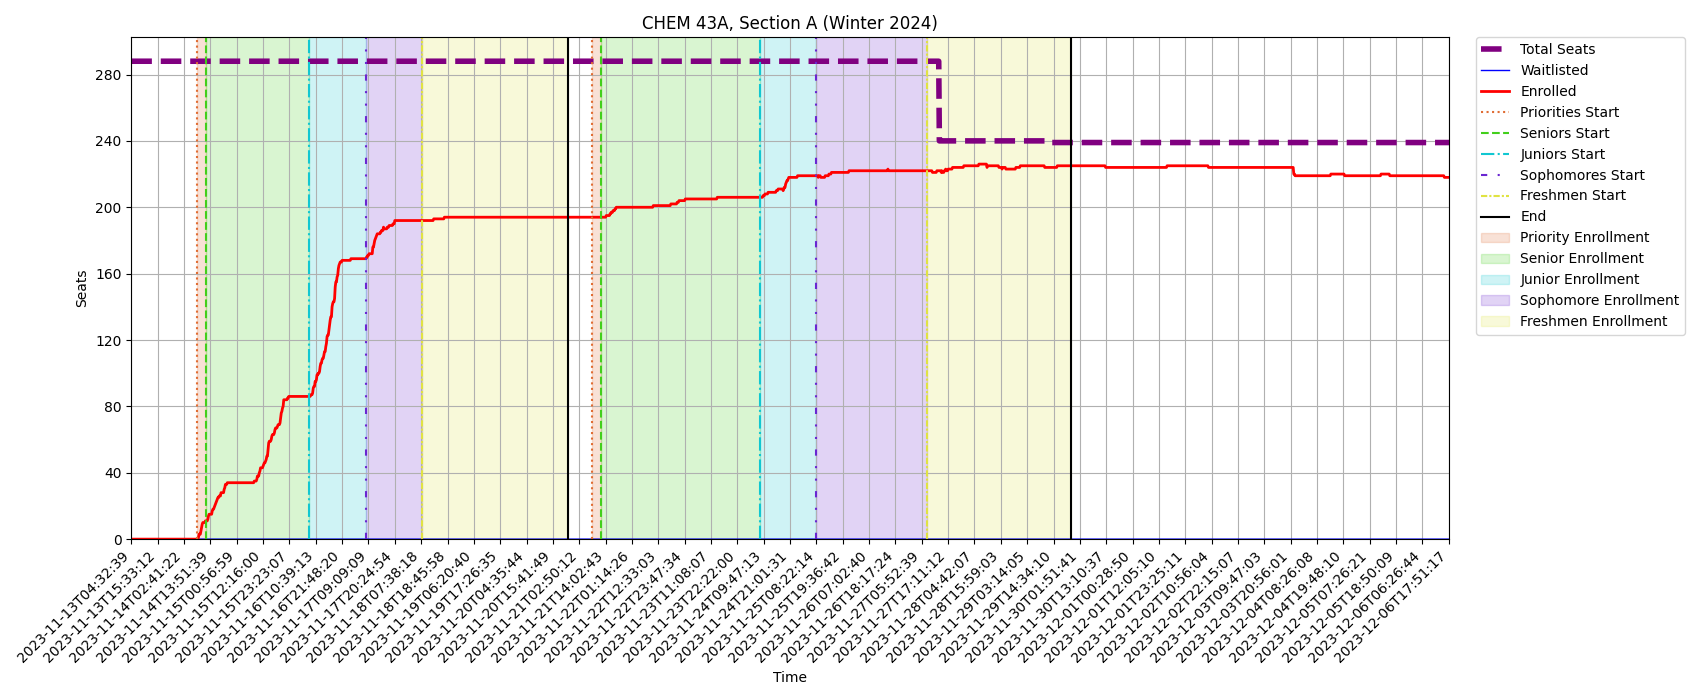 CHEM 43A, Section A (Winter 2024)
Seats
280
240
200
160
120
80
40
0
2023-11-13T04:32:39
2023-11-13T15:33:12
2023-11-14T02:41:22
2023-11-14T13:51:39
2023-11-15T00:56:59
2023-11-15T12:16:00
2023-11-15T23:23:07
2023-11-16T10:39:13
2023-11-16T21:48:20
2023-11-17T09:09:09
2023-11-17T20:24:54
2023-11-18T07:38:18
2023-11-18T18:45:58
2023-11-19T06:20:40
2023-11-19T17:26:35
2023-11-20T04:35:44
2023-11-20T15:41:49
2023-11-21T02:50:12
2023-11-21T14:02:43
2023-11-22T01:14:26
2023-11-22T12:33:03
2023-11-22T23:47:34
2023-11-23T11:08:07
2023-11-23T22:22:00
2023-11-24T09:47:13
2023-11-24T21:01:31
2023-11-25T08:22:14
2023-11-25T19:36:42
2023-11-26T07:02:40
2023-11-26T18:17:24
2023-11-27T05:52:39
2023-11-27T17:11:12
2023-11-28T04:42:07
2023-11-28T15:59:03
2023-11-29T03:14:05
2023-11-29T14:34:10
2023-11-30T01:51:41
2023-11-30T13:10:37
2023-12-01T00:28:50
2023-12-01T12:05:10
2023-12-01T23:25:11
2023-12-02T10:56:04
2023-12-02T22:15:07
2023-12-03T09:47:03
2023-12-03T20:56:01
2023-12-04T08:26:08
2023-12-04T19:48:10
2023-12-05T07:26:21
2023-12-05T18:50:09
2023-12-06T06:26:44
2023-12-06T17:51:17
Time
Total Seats
Waitlisted
Enrolled
Priorities Start
Seniors Start
Juniors Start
Sophomores Start
Freshmen Start
End
Priority Enrollment
Senior Enrollment
Junior Enrollment
Sophomore Enrollment
Freshmen Enrollment